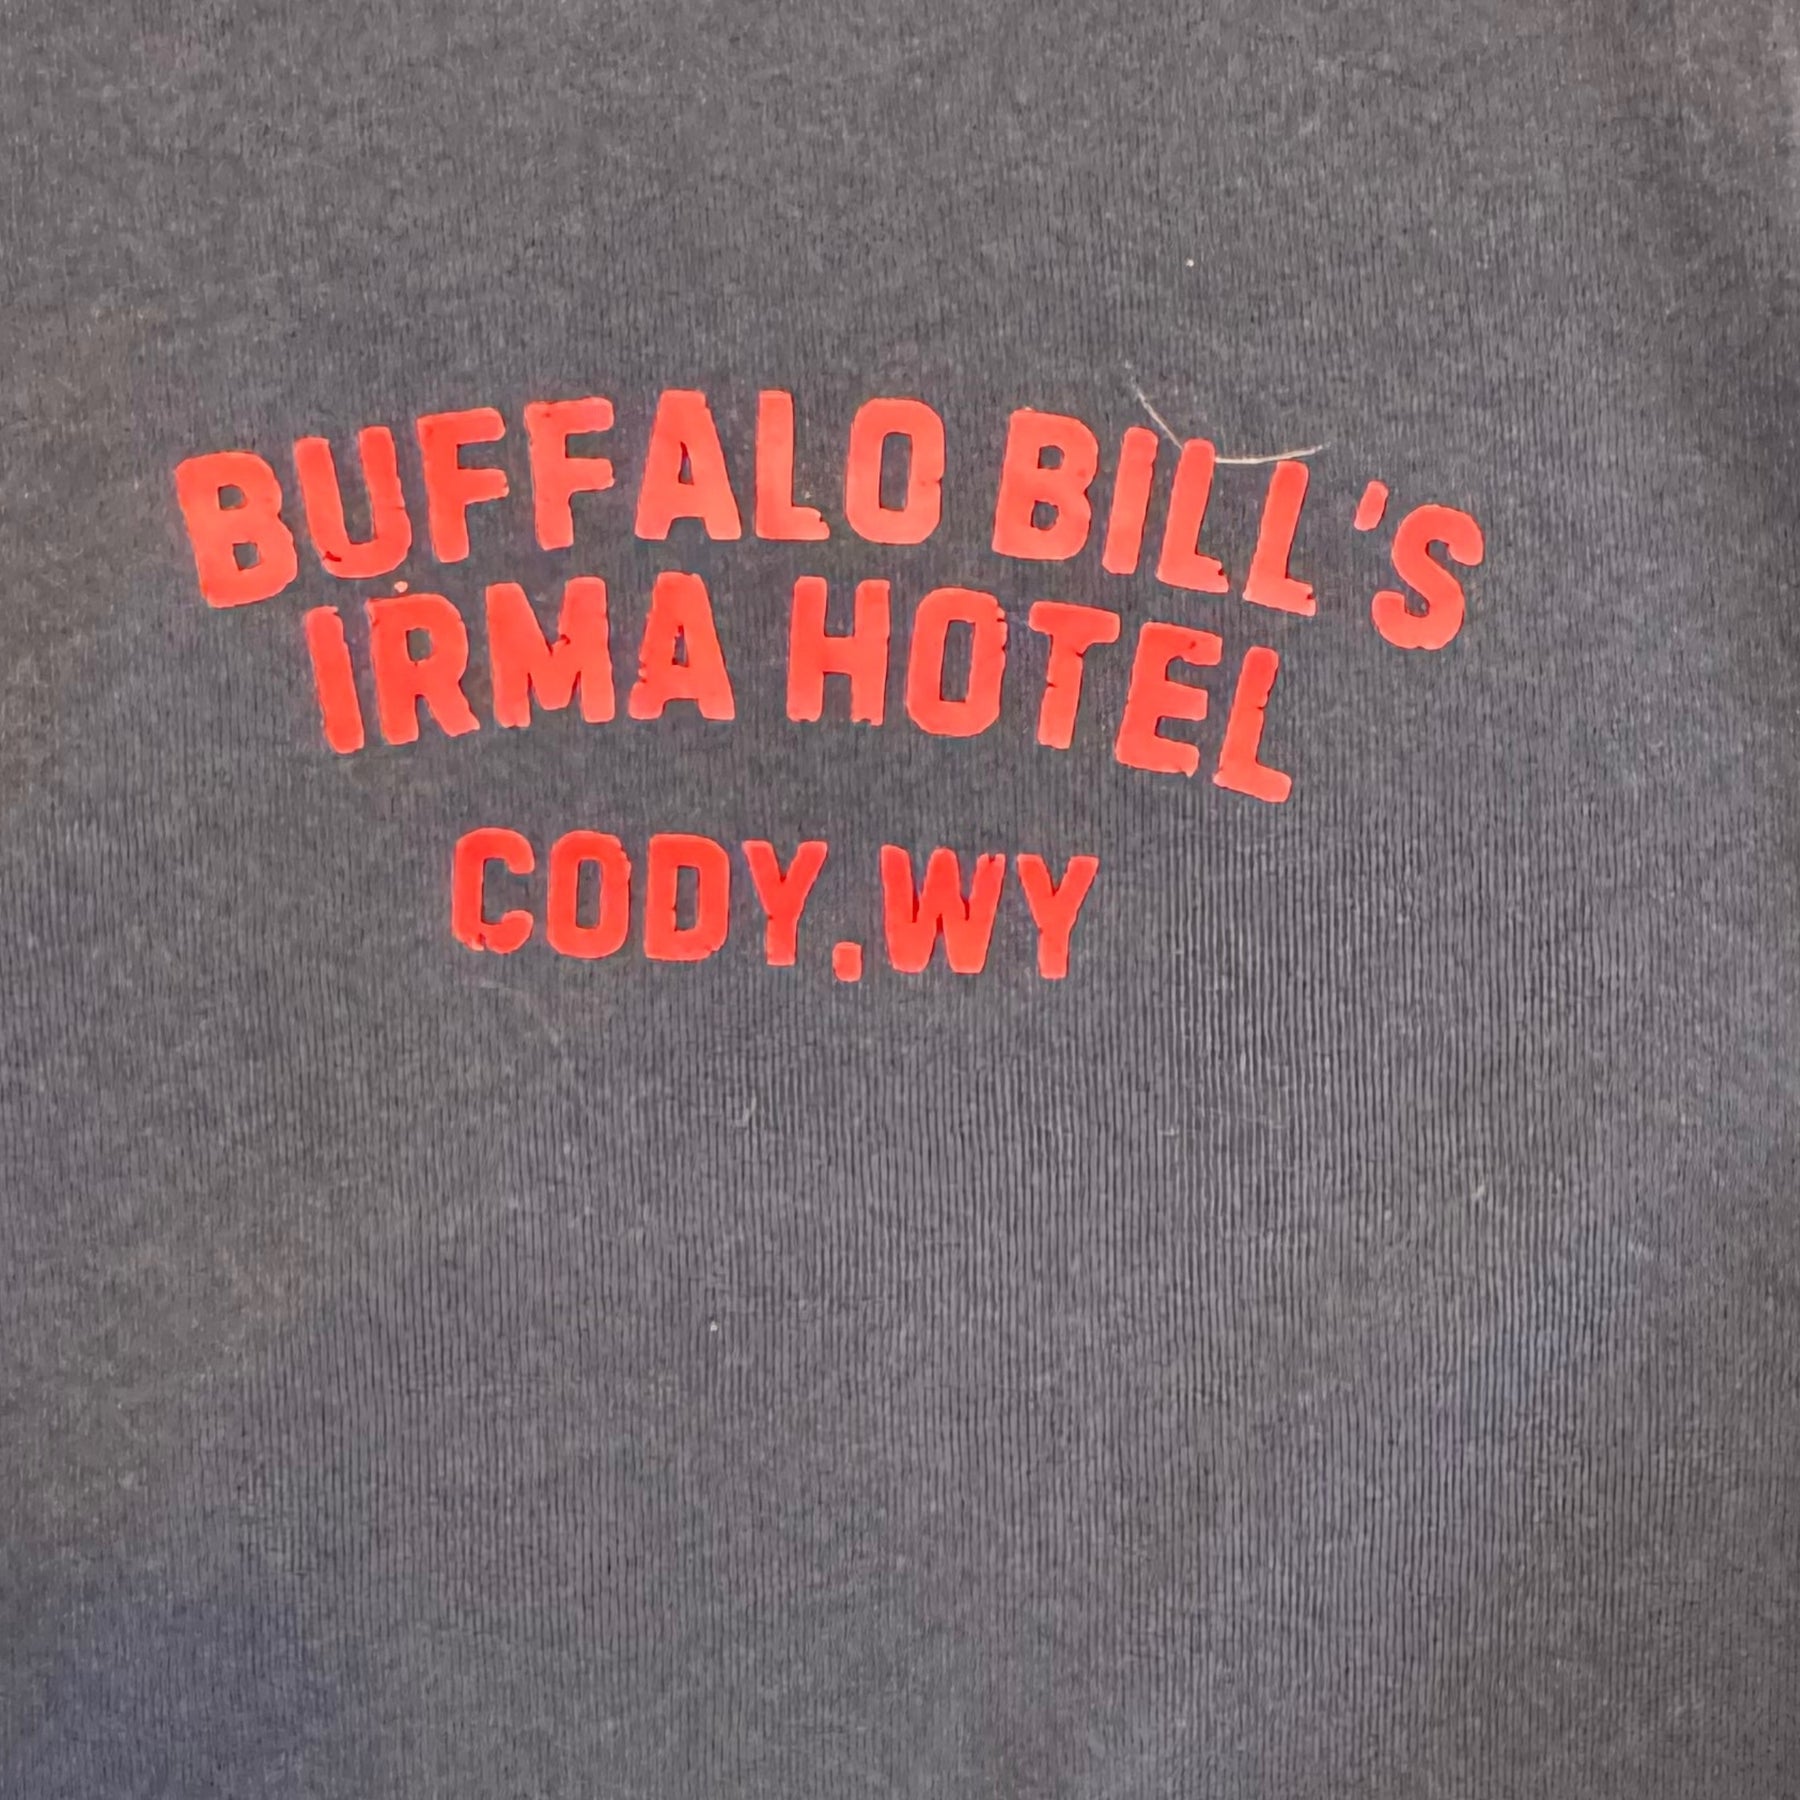 BUFFALO BILL'S
IRMA HOTEL
CODY, WY